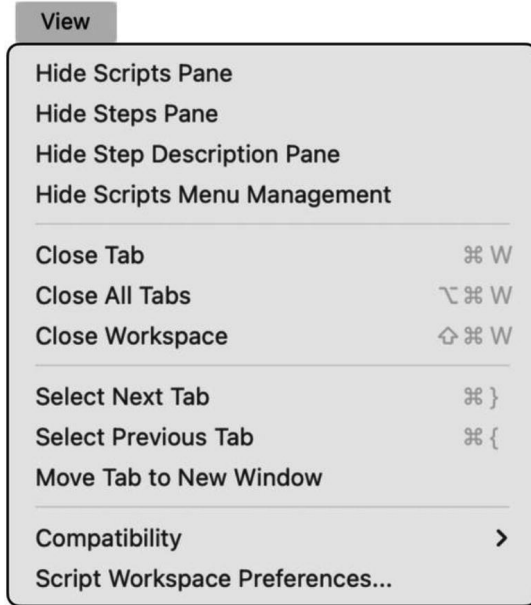 View
Hide Scripts Pane
Hide Steps Pane
Hide Step Description Pane
Hide Scripts Menu Management
Close Tab ⌘ W
Close All Tabs ⌥ ⌘ W
Close Workspace ⇧ ⌘ W
Select Next Tab ⌘ }
Select Previous Tab ⌘ {
Move Tab to New Window
Compatibility >
Script Workspace Preferences...